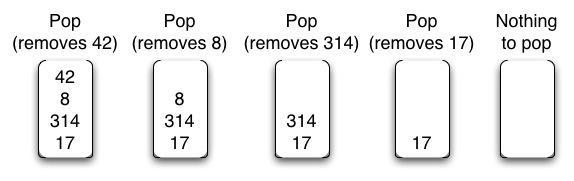 Pop
(removes 42)
Pop
(removes 8)
Pop
(removes 314)
Pop
(removes 17)
Nothing
to pop
42
8
314
17
8
314
17
314
17
17